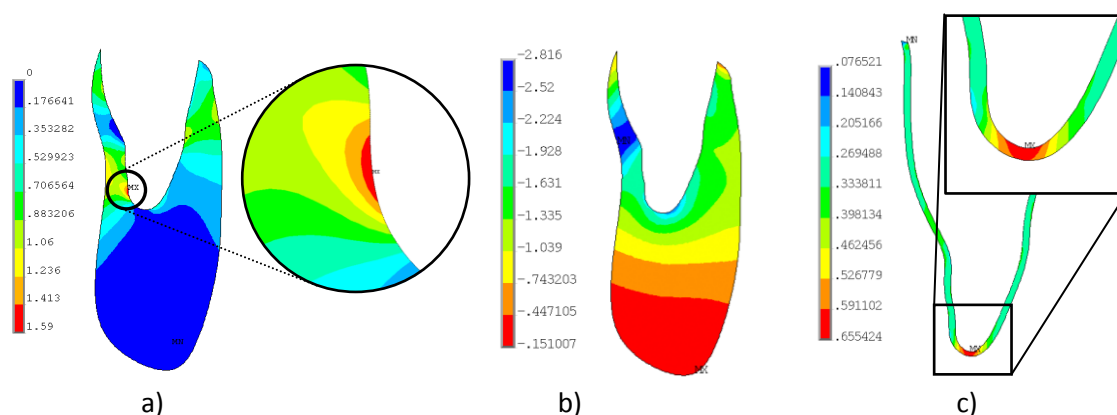 0
.176641
.353282
.529923
.706564
.883206
1.06
1.236
1.413
1.59
MX
MX
MN
a)
-2.816
-2.52
-2.224
-1.928
-1.631
-1.335
-1.039
-.743203
-.447105
-.151007
MN
MX
b)
.076521
.140843
.205166
.269488
.333811
.398134
.462456
.526779
.591102
.655424
MN
MX
MX
c)